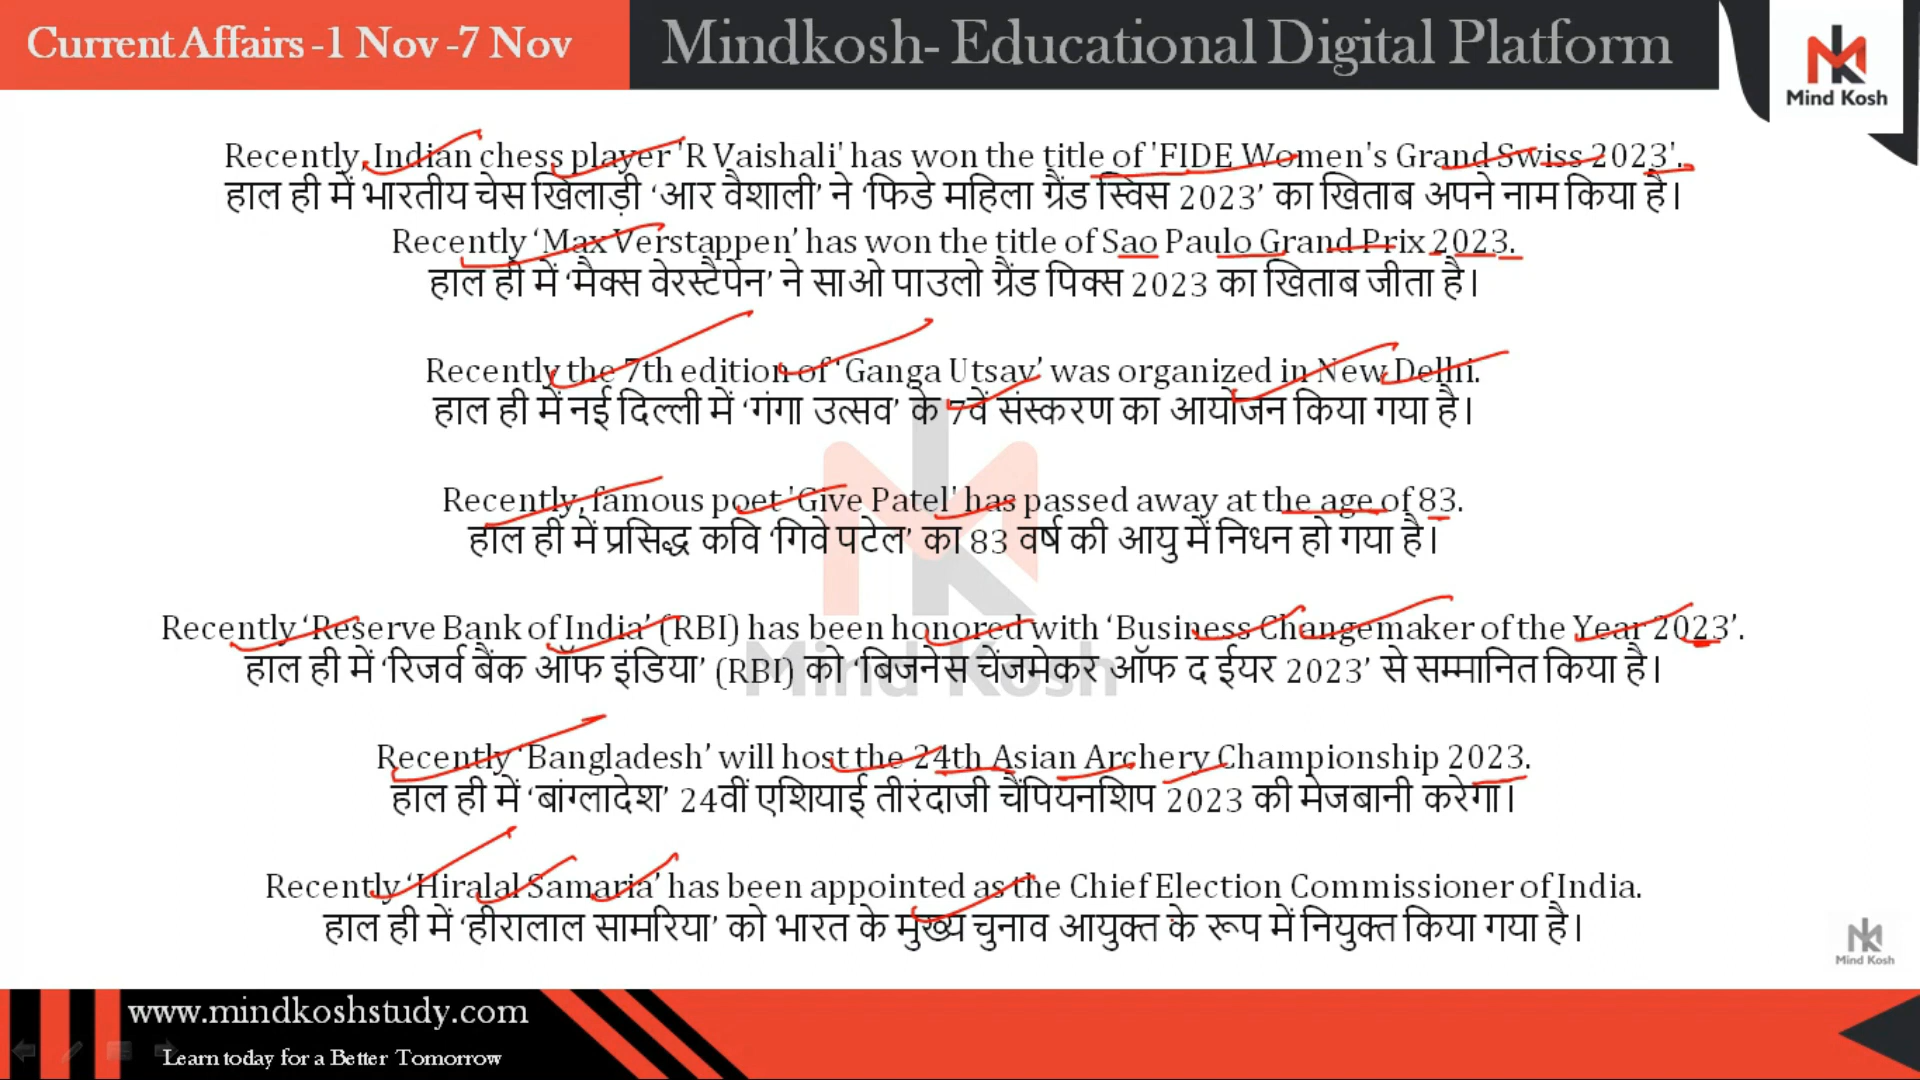 Current Affairs -1 Nov -7 Nov
Mindkosh- Educational Digital Platform
Mind Kosh
Recently, Indian chess player 'R Vaishali' has won the title of 'FIDE Women's Grand Swiss 2023'.
हाल ही में भारतीय चेस खिलाड़ी ‘आर वैशाली’ ने ‘फिडे महिला ग्रैंड स्विस 2023’ का खिताब अपने नाम किया है।
Recently ‘Max Verstappen’ has won the title of Sao Paulo Grand Prix 2023.
हाल ही में ‘मैक्स वेरस्टैपेन’ ने साओ पाउलो ग्रैंड पिक्स 2023 का खिताब जीता है।
Recently the 7th edition of ‘Ganga Utsav’ was organized in New Delhi.
हाल ही में नई दिल्ली में ‘गंगा उत्सव’ के 7वें संस्करण का आयोजन किया गया है।
Recently, famous poet 'Give Patel' has passed away at the age of 83.
हाल ही में प्रसिद्ध कवि ‘गिवे पटेल’ का 83 वर्ष की आयु में निधन हो गया है।
Recently ‘Reserve Bank of India’ (RBI) has been honored with ‘Business Changemaker of the Year 2023’.
हाल ही में ‘रिजर्व बैंक ऑफ इंडिया’ (RBI) को ‘बिजनेस चेंजमेकर ऑफ द ईयर 2023’ से सम्मानित किया है।
Mind Kosh
Recently ‘Bangladesh’ will host the 24th Asian Archery Championship 2023.
हाल ही में ‘बांग्लादेश’ 24वीं एशियाई तीरंदाजी चैंपियनशिप 2023 की मेजबानी करेगा।
Recently ‘Hiralal Samaria’ has been appointed as the Chief Election Commissioner of India.
हाल ही में ‘हीरालाल सामरिया’ को भारत के मुख्य चुनाव आयुक्त के रूप में नियुक्त किया गया है।
Mind Kosh
www.mindkoshstudy.com
Learn today for a Better Tomorrow